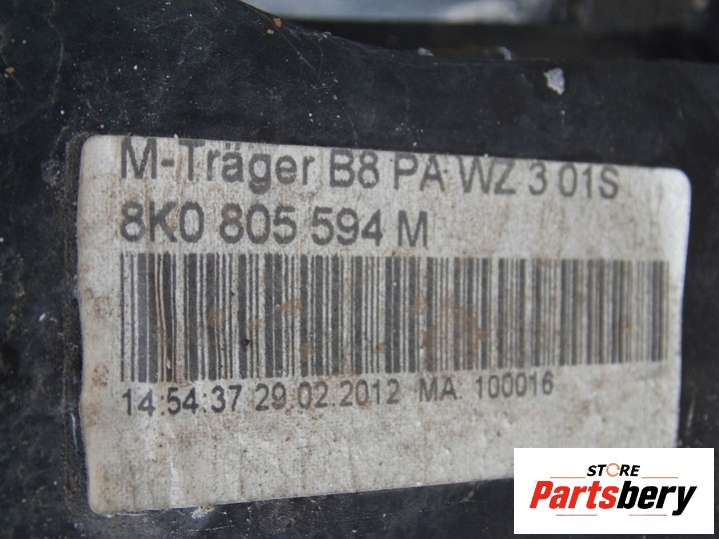 M-Träger B8 PA WZ 3 01S
8K0 805 594 M
14:54:37 29.02.2012 MA. 100016
STORE
Partsbery